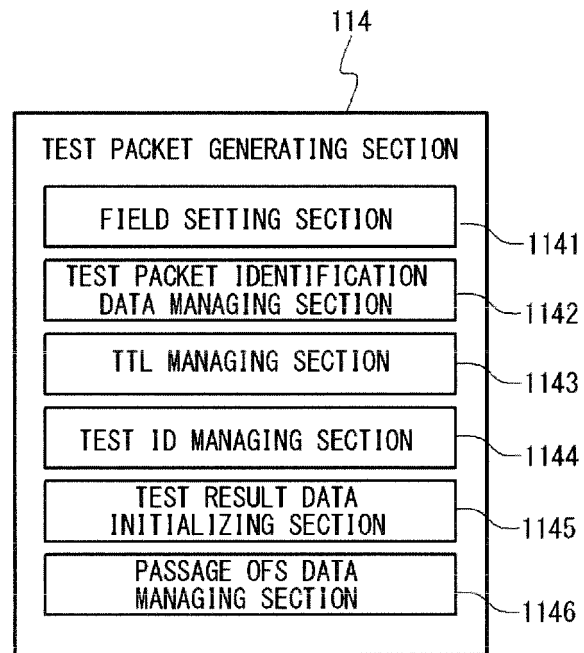 114
TEST PACKET GENERATING SECTION
FIELD SETTING SECTION
1141
TEST PACKET IDENTIFICATION
DATA MANAGING SECTION
1142
TTL MANAGING SECTION
1143
TEST ID MANAGING SECTION
1144
TEST RESULT DATA
INITIALIZING SECTION
1145
PASSAGE OFS DATA
MANAGING SECTION
1146